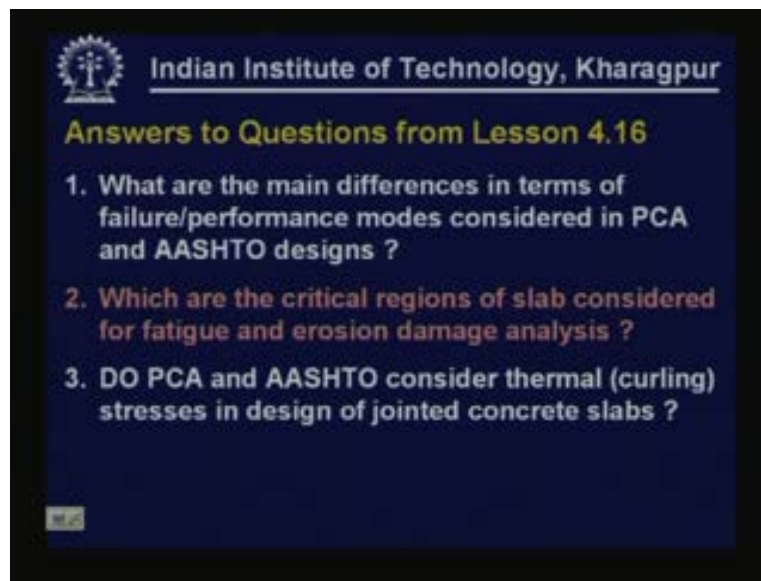 Indian Institute of Technology, Kharagpur
Answers to Questions from Lesson 4.16
1. What are the main differences in terms of
failure/performance modes considered in PCA
and AASHTO designs ?
2. Which are the critical regions of slab considered
for fatigue and erosion damage analysis ?
3. DO PCA and AASHTO consider thermal (curling)
stresses in design of jointed concrete slabs ?